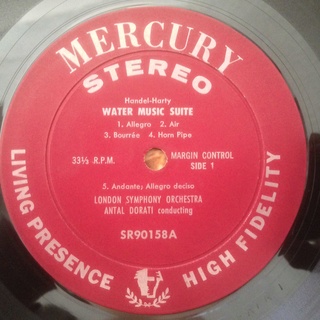 MERCURY
STEREO
Handel-Harty
WATER MUSIC SUITE
1. Allegro 2. Air
3. Bourrée 4. Horn Pipe
33⅓ R.P.M.
MARGIN CONTROL
SIDE 1
5. Andante; Allegro deciso
LONDON SYMPHONY ORCHESTRA
ANTAL DORATI conducting
SR90158A
LIVING PRESENCE
HIGH FIDELITY